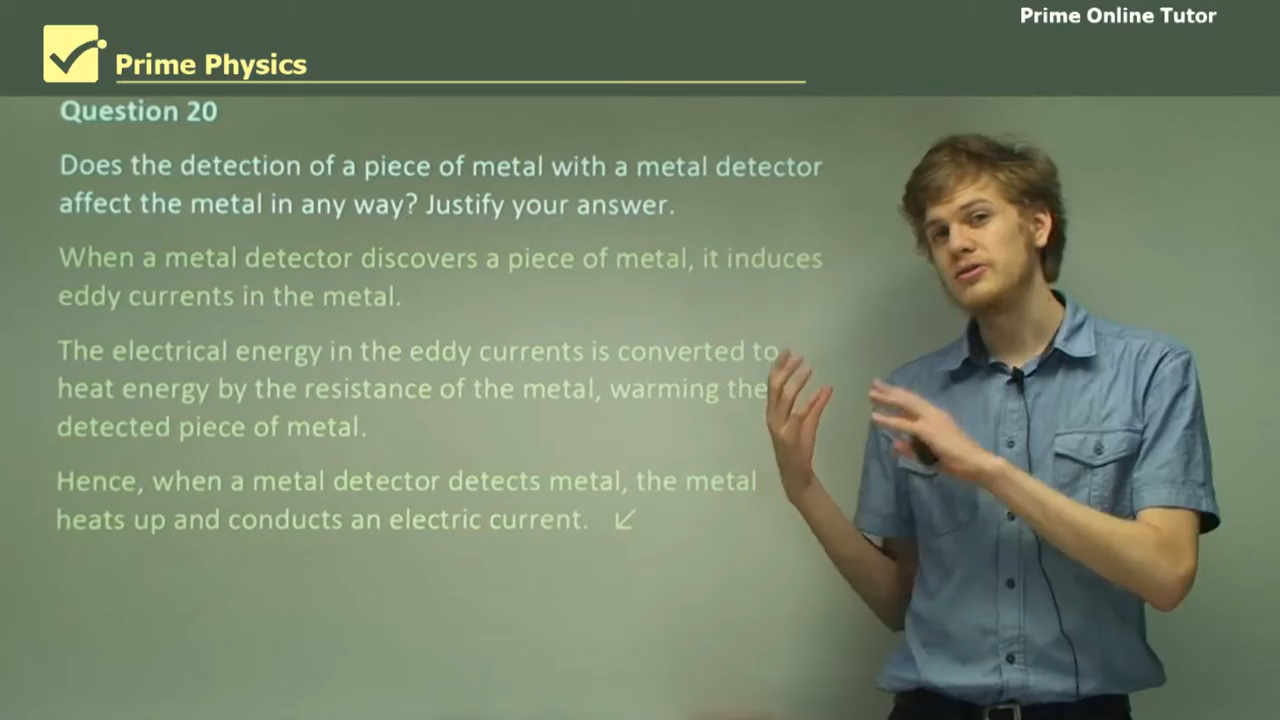 Prime Online Tutor
Prime Physics
Question 20
Does the detection of a piece of metal with a metal detector
affect the metal in any way? Justify your answer.
When a metal detector discovers a piece of metal, it induces
eddy currents in the metal.
The electrical energy in the eddy currents is converted to
heat energy by the resistance of the metal, warming the
detected piece of metal.
Hence, when a metal detector detects metal, the metal
heats up and conducts an electric current.